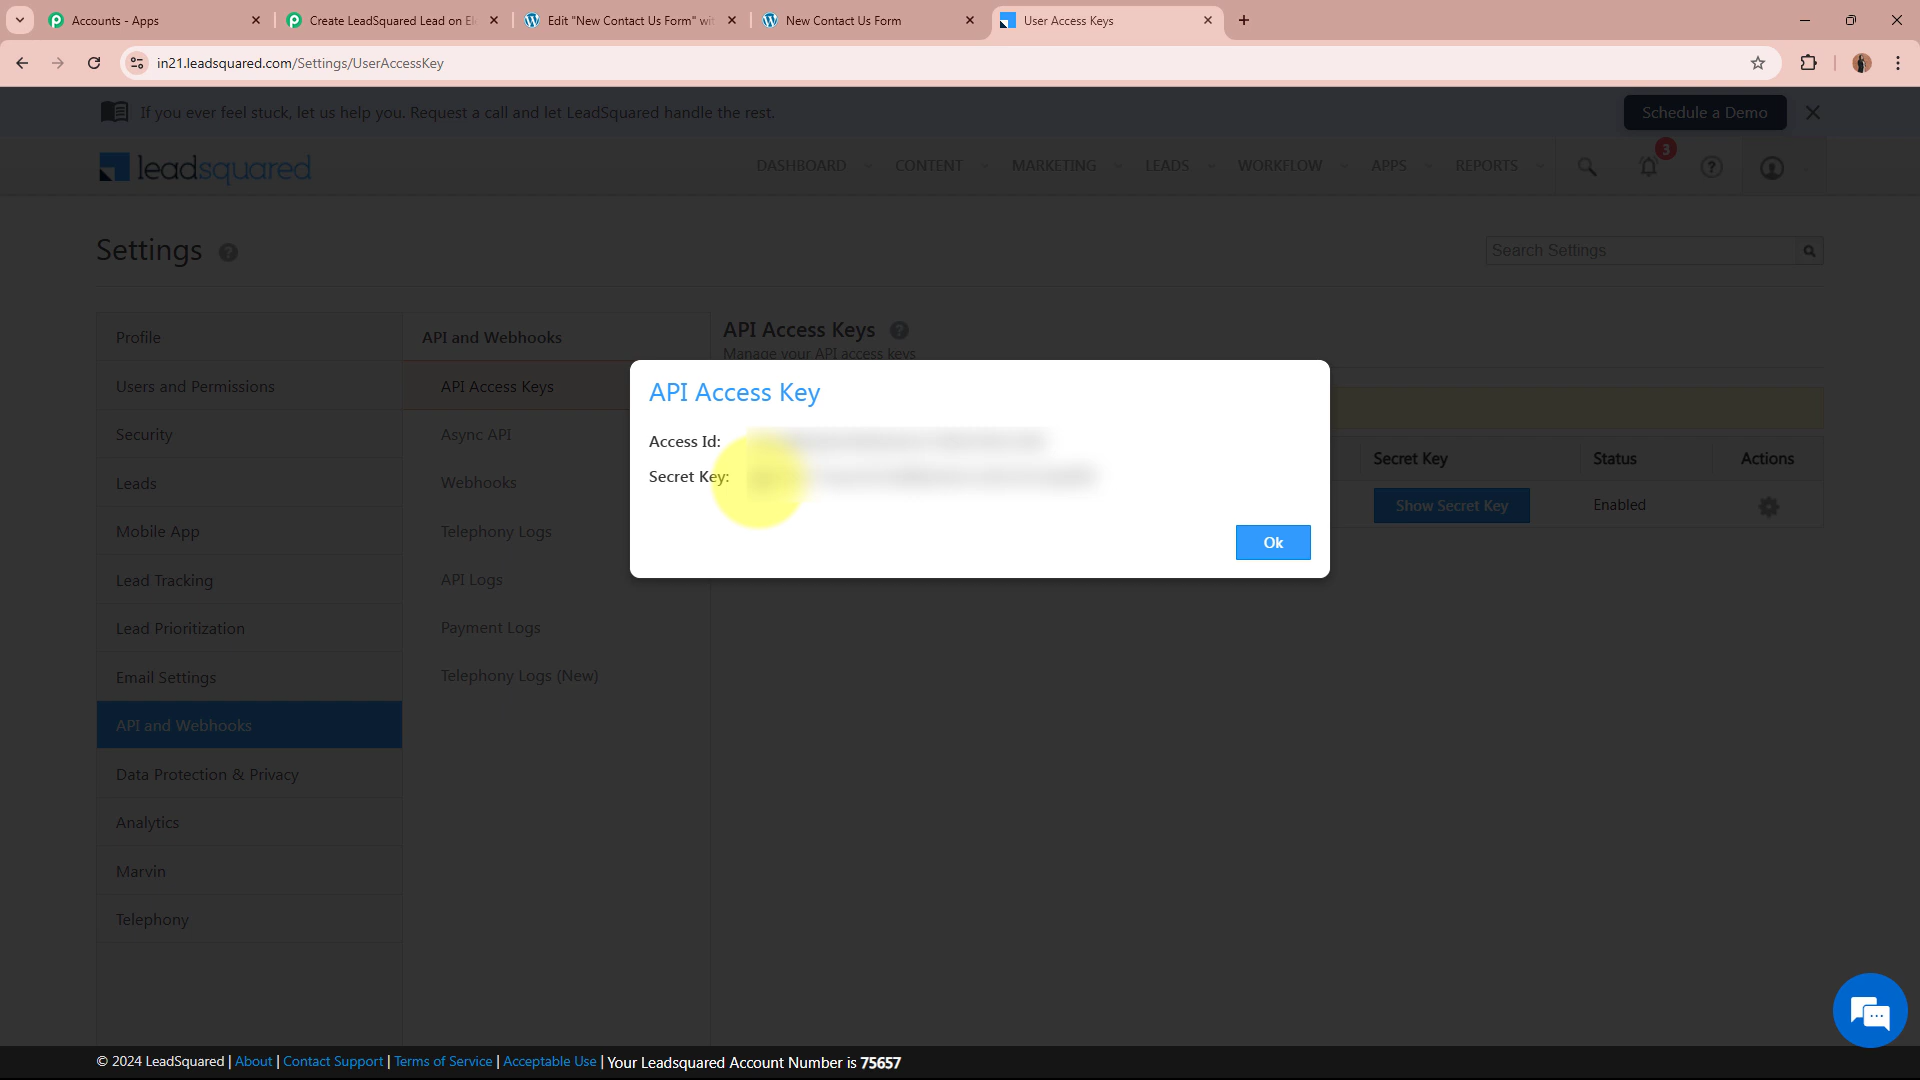 Accounts - Apps
Create LeadSquared Lead on El
Edit "New Contact Us Form" wit
New Contact Us Form
User Access Keys
in21.leadsquared.com/Settings/UserAccessKey
If you ever feel stuck, let us help you. Request a call and let LeadSquared handle the rest.
Schedule a Demo
leadsquared
DASHBOARD
CONTENT
MARKETING
LEADS
WORKFLOW
APPS
REPORTS
3
Settings
Search Settings
Profile
Users and Permissions
Security
Leads
Mobile App
Lead Tracking
Lead Prioritization
Email Settings
API and Webhooks
Data Protection & Privacy
Analytics
Marvin
Telephony
API and Webhooks
API Access Keys
Async API
Webhooks
Telephony Logs
API Logs
Payment Logs
Telephony Logs (New)
API Access Keys
Manage your API access keys
API Access Key
Access Id:
Secret Key:
Ok
Secret Key
Status
Actions
Show Secret Key
Enabled
© 2024 LeadSquared | About | Contact Support | Terms of Service | Acceptable Use | Your Leadsquared Account Number is 75657